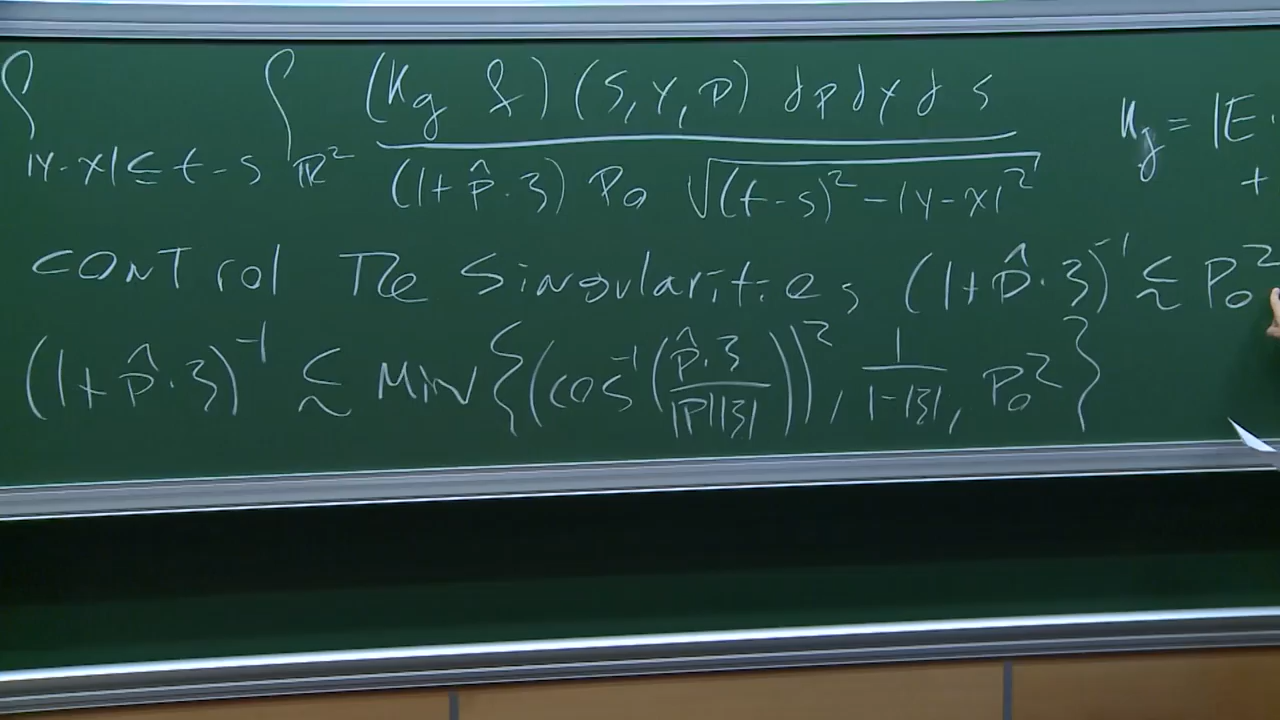 ∫_{|y-x|≤t-s} ∫_{ℝ²} (K_g f)(s,y,p) dp dy ds / ((1+p̂·ξ) p₀ √((t-s)²-|y-x|²)) K_g = |E·
+
CONTROL THE SINGULARITIES (1+p̂·ξ)⁻¹ ≲ p₀²
(1+p̂·ξ)⁻¹ ≲ MIN{(cos⁻¹(p̂·ξ/(|p||ξ|)))², 1/(1-|ξ|), p₀²}